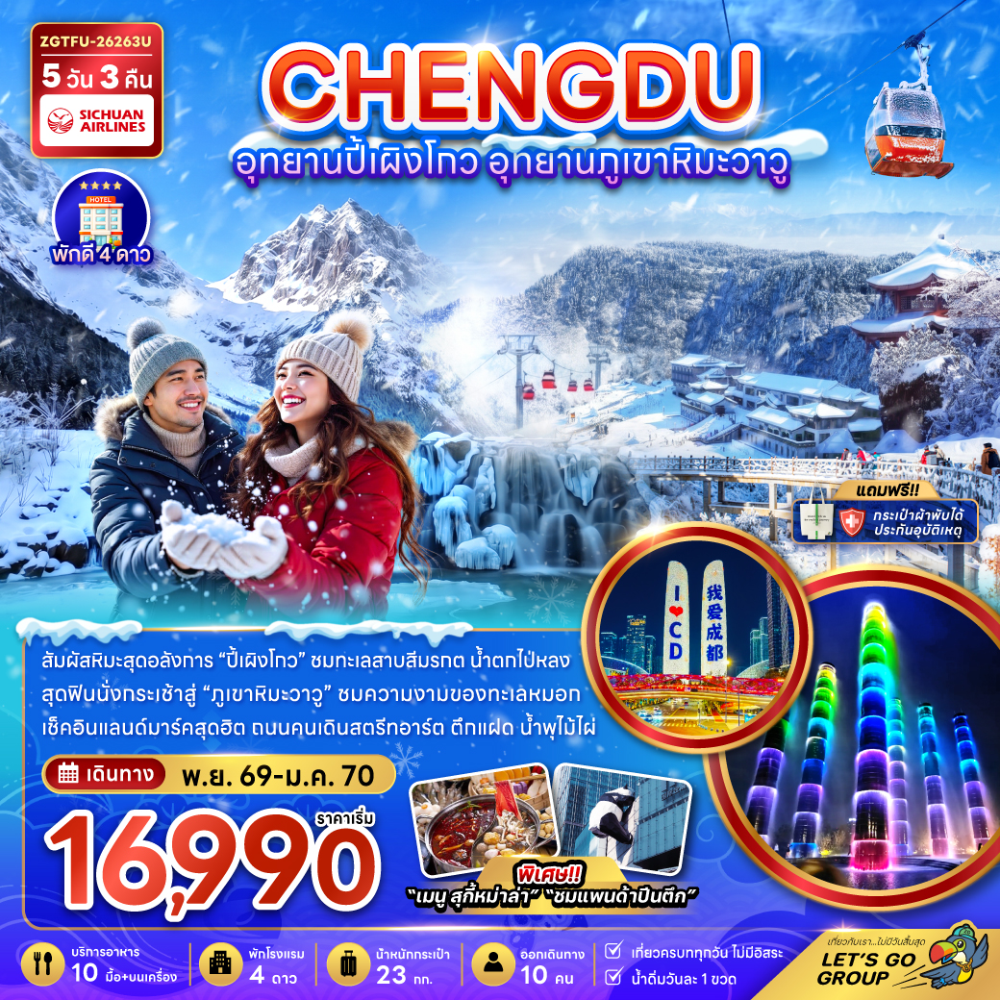 ZGTFU-26263U
5 วัน 3 คืน
SICHUAN
AIRLINES
CHENGDU
อุทยานปี้เผิงโกว อุทยานภูเขาหิมะวาวู
HOTEL
พักดี 4 ดาว
แถมฟรี!!
กระเป๋าผ้าพับได้
ประกันอุบัติเหตุ
I ❤ CD
我爱成都
สัมผัสหิมะสุดอลังการ “ปี้เผิงโกว” ชมทะเลสาบสีมรกต น้ำตกไป่หลง
สุดฟินนั่งกระเช้าสู่ “ภูเขาหิมะวาวู” ชมความงามของทะเลหมอก
เช็คอินแลนด์มาร์คสุดฮิต ถนนคนเดินสตรีทอาร์ต ตึกแฝด น้ำพุไม้ไผ่
เดินทาง พ.ย. 69-ม.ค. 70
ราคาเริ่ม
16,990
พิเศษ!!
“เมนู สุกี้หม่าล่า” “ชมแพนด้าปีนตึก”
บริการอาหาร
10 มื้อ+บนเครื่อง
พักโรงแรม
4 ดาว
น้ำหนักกระเป๋า
23 กก.
ออกเดินทาง
10 คน
เที่ยวครบทุกวัน ไม่มีอิสระ
น้ำดื่มวันละ 1 ขวด
เที่ยวกับเรา...ไม่มีวันสิ้นสุด
LET'S GO
GROUP